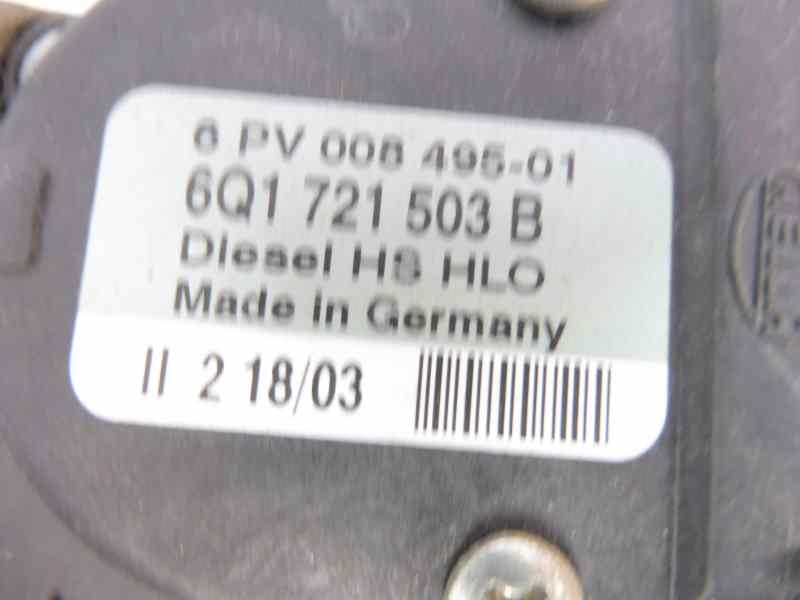 6 PV 008 495-01
6Q1 721 503 B
Diesel HS HLO
Made in Germany
II 2 18/03